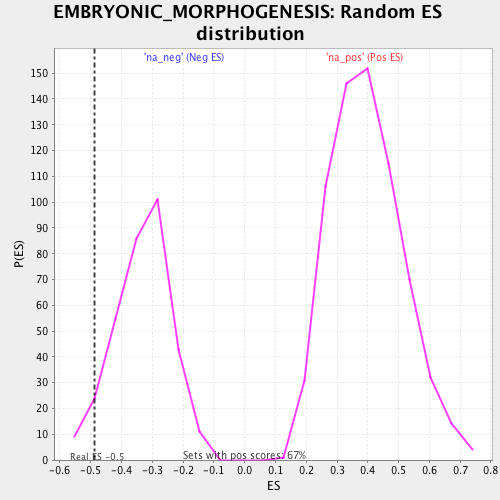 EMBRYONIC_MORPHOGENESIS: Random ES
distribution
'na_neg' (Neg ES) 'na_pos' (Pos ES)
150
140
130
120
110
100
90
80
70
60
50
40
30
20
10
0
P(ES)
Real ES -0.5 Sets with pos scores: 67%
-0.6 -0.5 -0.4 -0.3 -0.2 -0.1 0.0 0.1 0.2 0.3 0.4 0.5 0.6 0.7 0.8
ES